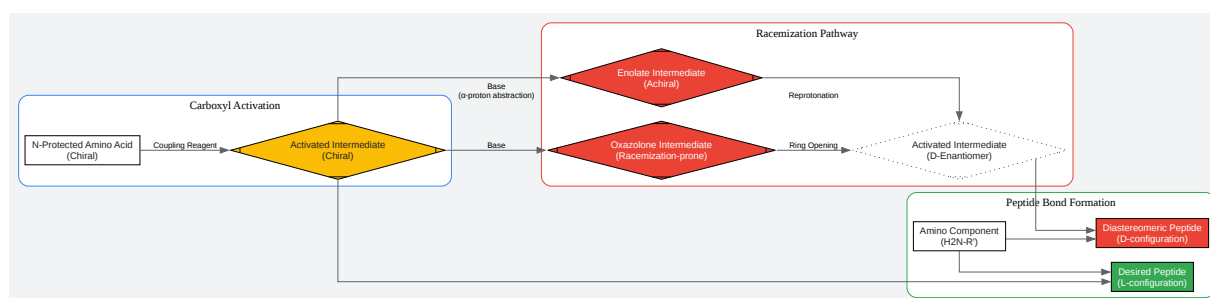 Racemization Pathway
Enolate Intermediate
(Achiral)
Base
(α-proton abstraction)
Reprotonation
Carboxyl Activation
N-Protected Amino Acid
(Chiral)
Coupling Reagent
Activated Intermediate
(Chiral)
Base
Oxazolone Intermediate
(Racemization-prone)
Ring Opening
Activated Intermediate
(D-Enantiomer)
Peptide Bond Formation
Amino Component
(H2N-R')
Diastereomeric Peptide
(D-configuration)
Desired Peptide
(L-configuration)